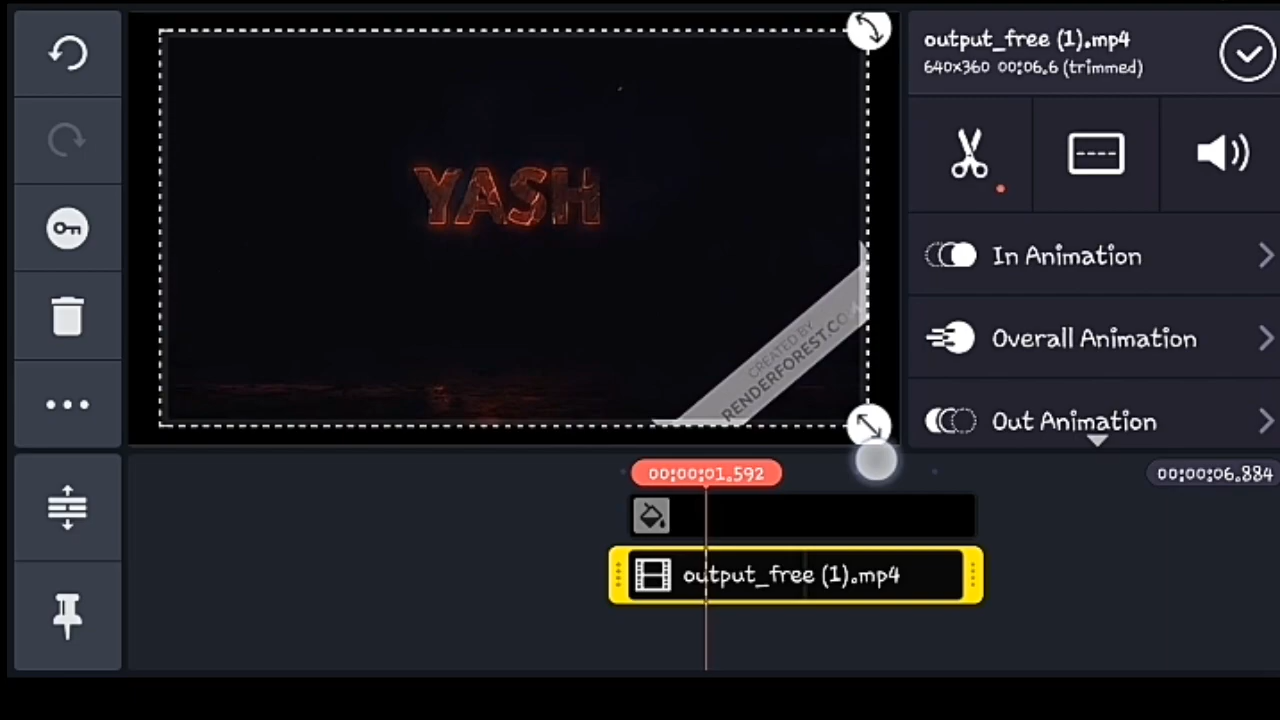 output_free (1).mp4
640x360 00:06.6 (trimmed)
YASH
CREATED BY
RENDERFOREST.COM
In Animation
Overall Animation
Out Animation
00:00:01.592
00:00:06.884
output_free (1).mp4